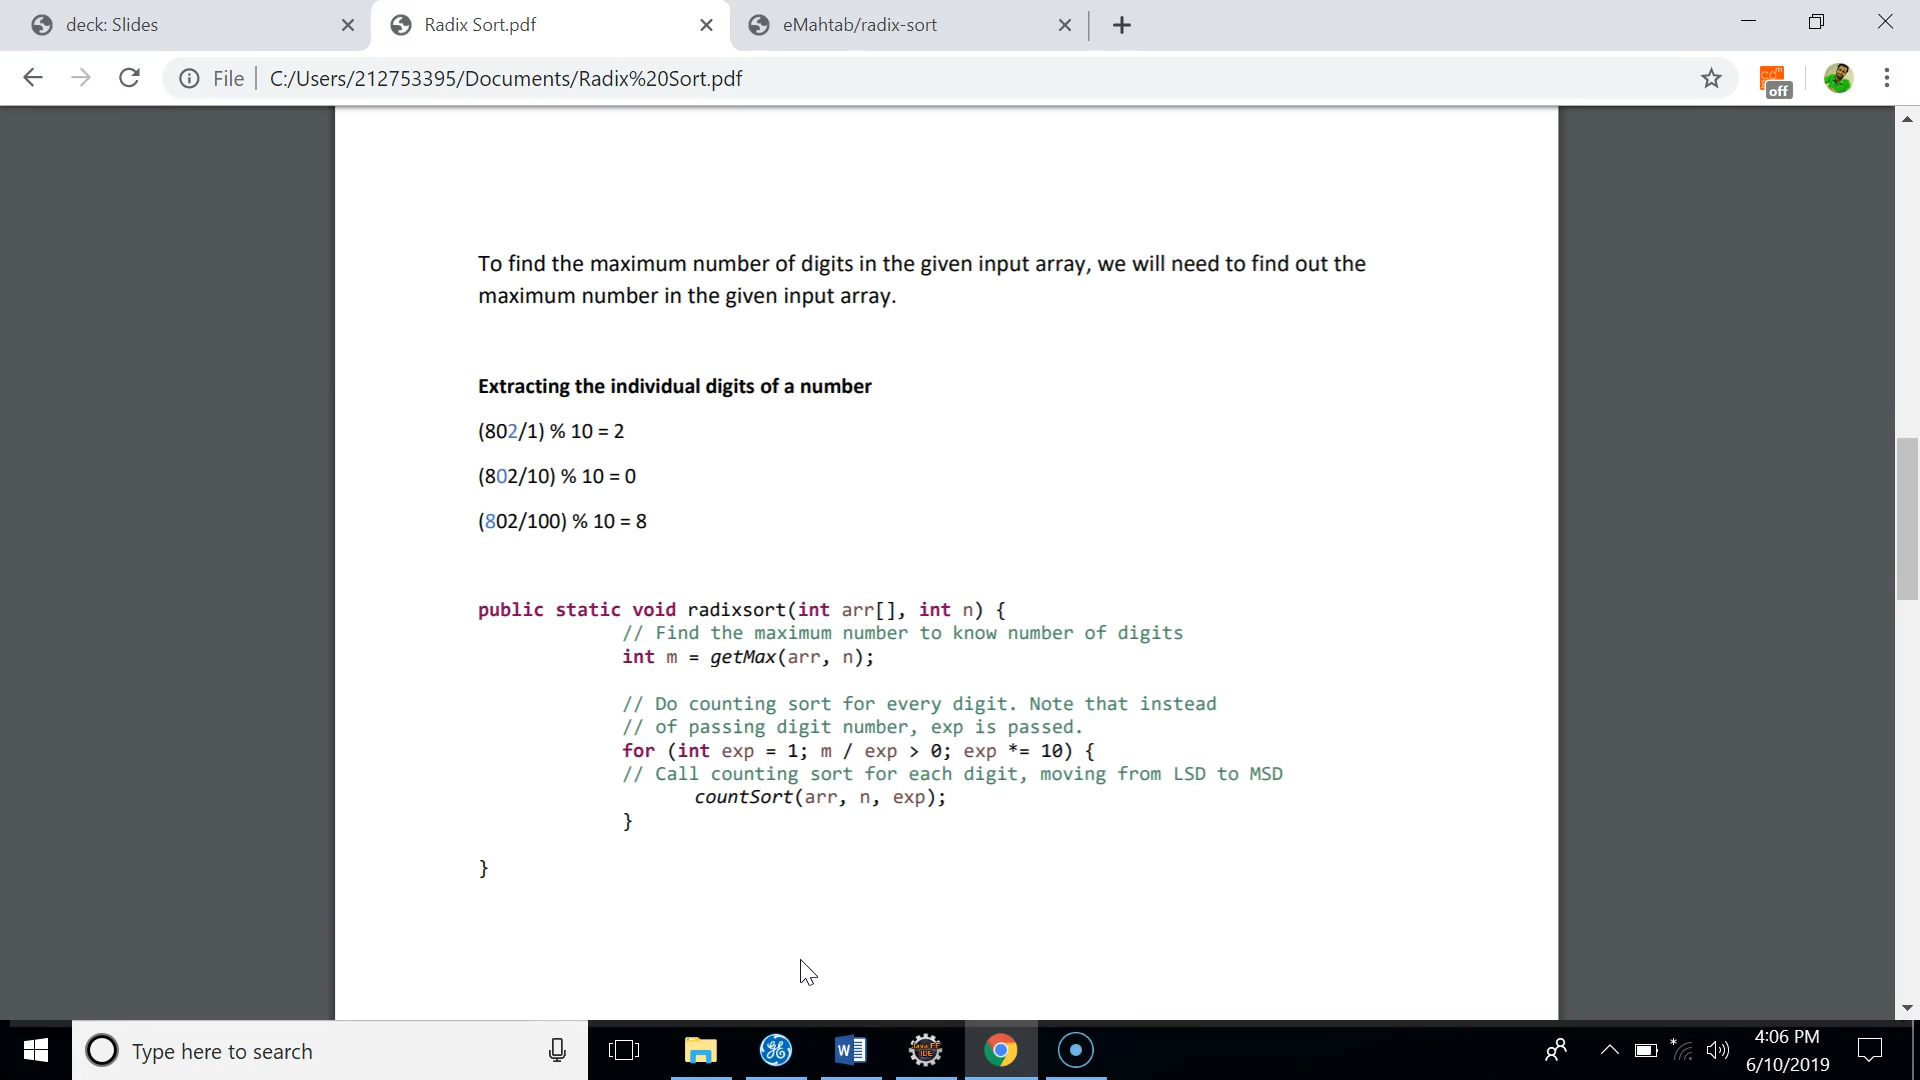 deck: Slides
Radix Sort.pdf
eMahtab/radix-sort
File
C:/Users/212753395/Documents/Radix%20Sort.pdf
off
To find the maximum number of digits in the given input array, we will need to find out the
maximum number in the given input array.
Extracting the individual digits of a number
(802/1) % 10 = 2
(802/10) % 10 = 0
(802/100) % 10 = 8
public static void radixsort(int arr[], int n) {
// Find the maximum number to know number of digits
int m = getMax(arr, n);
// Do counting sort for every digit. Note that instead
// of passing digit number, exp is passed.
for (int exp = 1; m / exp > 0; exp *= 10) {
// Call counting sort for each digit, moving from LSD to MSD
countSort(arr, n, exp);
}
}
Type here to search
4:06 PM
6/10/2019